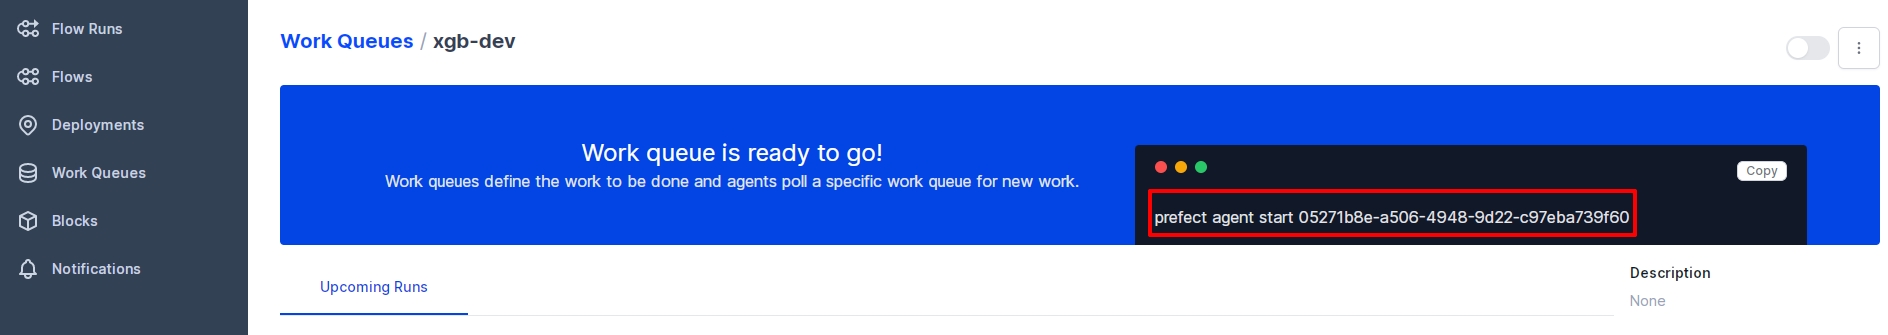 Flow Runs
Flows
Deployments
Work Queues
Blocks
Notifications
Work Queues / xgb-dev
Work queue is ready to go!
Work queues define the work to be done and agents poll a specific work queue for new work.
Copy
prefect agent start 05271b8e-a506-4948-9d22-c97eba739f60
Upcoming Runs
Description
None